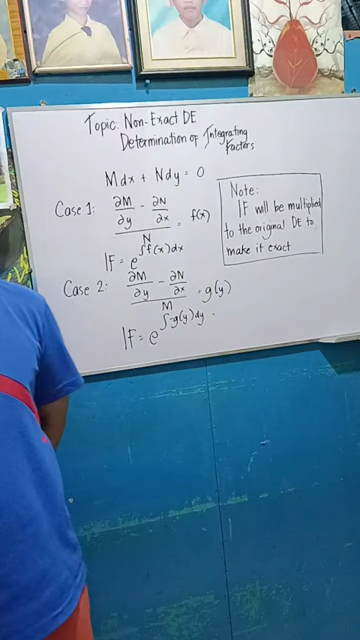 Topic: Non-Exact DE
Determination of Integrating Factors
Mdx + Ndy = 0
Case 1: (∂M/∂y - ∂N/∂x)/N = f(x)
IF = e^∫f(x)dx
Case 2: (∂M/∂y - ∂N/∂x)/M = g(y)
IF = e^∫-g(y)dy
Note:
IF will be multiplied
to the original DE to
make it exact